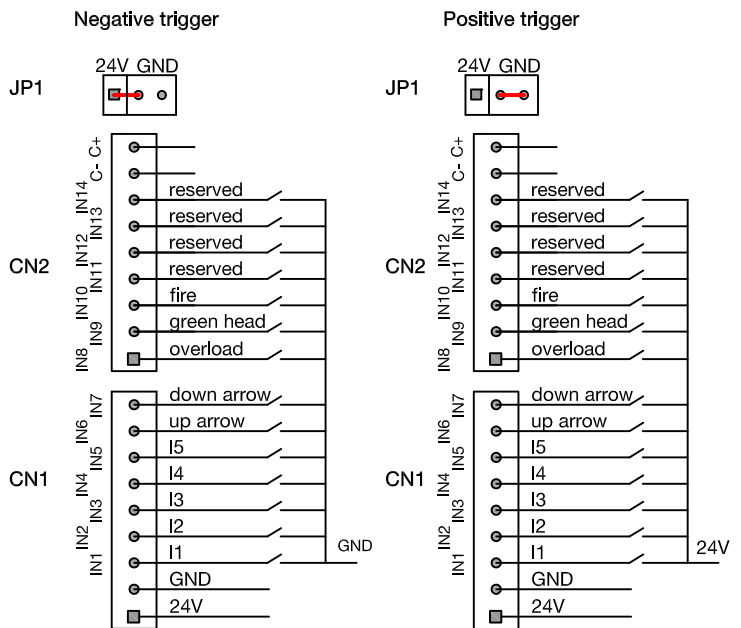 Negative trigger
24V GND
JP1
C+
C-
IN14 reserved
IN13 reserved
IN12 reserved
CN2
IN11 reserved
IN10 fire
IN9 green head
IN8 overload
IN7 down arrow
IN6 up arrow
IN5 I5
CN1
IN4 I4
IN3 I3
IN2 I2
IN1 I1
GND
GND
24V
Positive trigger
24V GND
JP1
C+
C-
IN14 reserved
IN13 reserved
IN12 reserved
CN2
IN11 reserved
IN10 fire
IN9 green head
IN8 overload
IN7 down arrow
IN6 up arrow
IN5 I5
CN1
IN4 I4
IN3 I3
IN2 I2
IN1 I1
24V
GND
24V